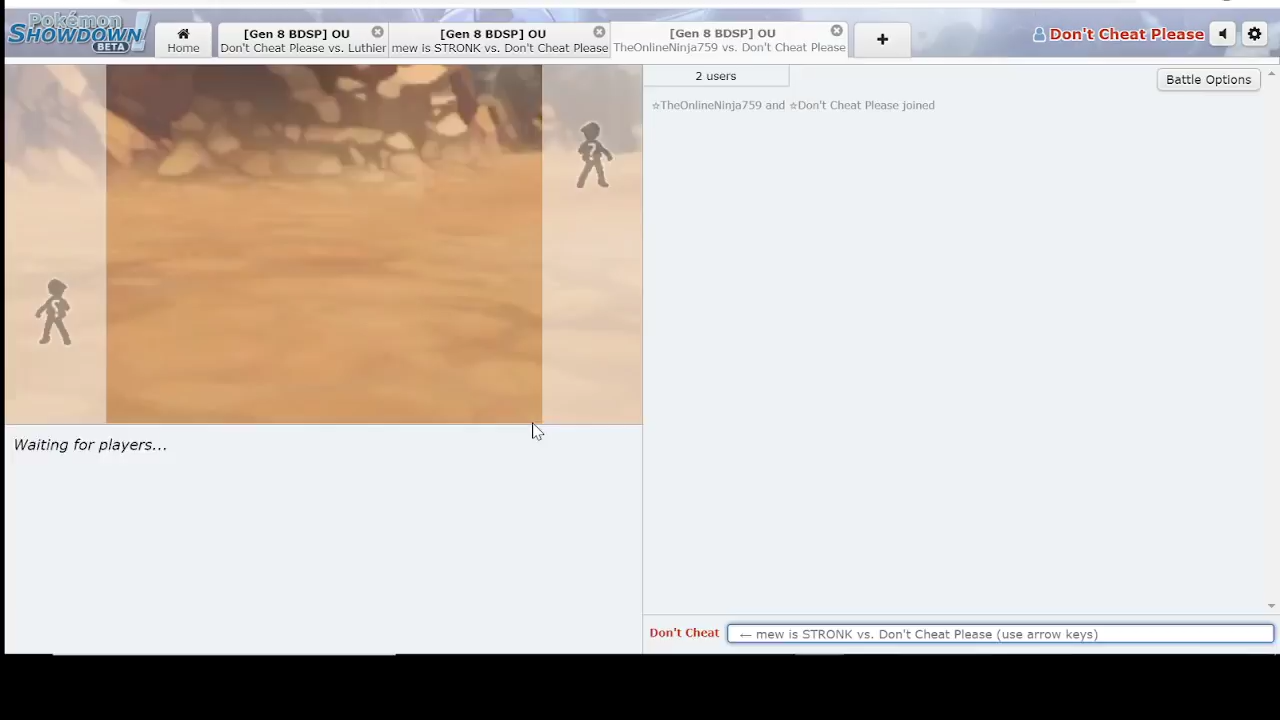 Pokémon
SHOWDOWN!
BETA
Home
[Gen 8 BDSP] OU
Don't Cheat Please vs. Luthier
[Gen 8 BDSP] OU
mew is STRONK vs. Don't Cheat Please
[Gen 8 BDSP] OU
TheOnlineNinja759 vs. Don't Cheat Please
+
Don't Cheat Please
2 users
Battle Options
☆TheOnlineNinja759 and ☆Don't Cheat Please joined
?
?
Waiting for players...
Don't Cheat
← mew is STRONK vs. Don't Cheat Please (use arrow keys)